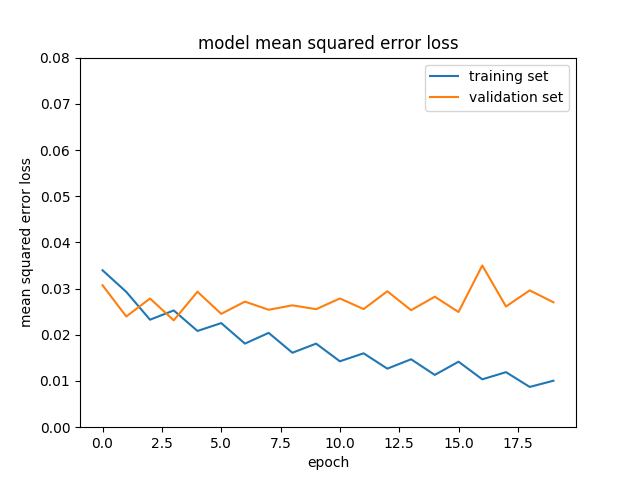 model mean squared error loss
training set
validation set
0.08
0.07
0.06
0.05
0.04
0.03
0.02
0.01
0.00
mean squared error loss
0.0 2.5 5.0 7.5 10.0 12.5 15.0 17.5
epoch